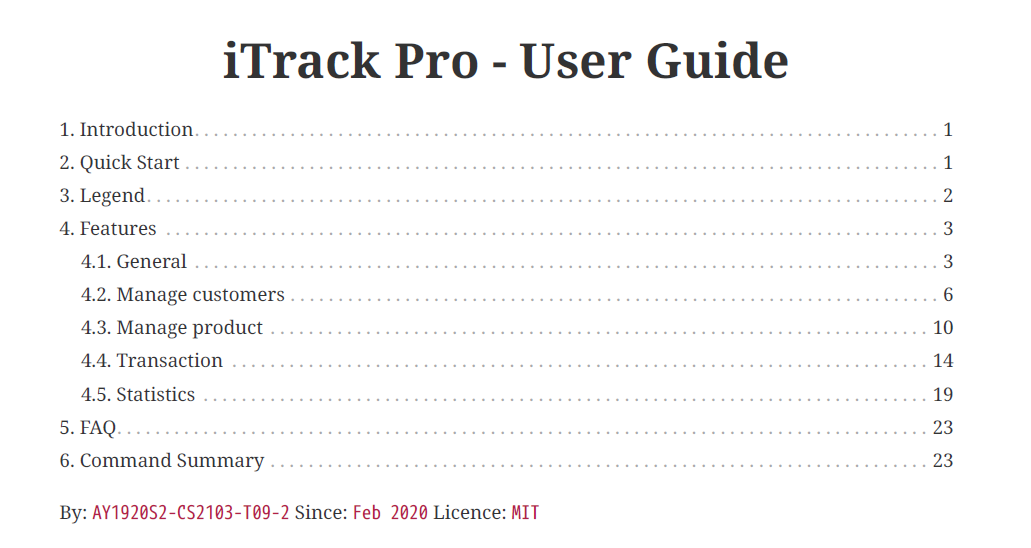 iTrack Pro - User Guide
1. Introduction. . . . . . . . . . . . . . . . . . . . . . . . . . . . . . . . . . . . . . . . 1
2. Quick Start . . . . . . . . . . . . . . . . . . . . . . . . . . . . . . . . . . . . . . . . 1
3. Legend. . . . . . . . . . . . . . . . . . . . . . . . . . . . . . . . . . . . . . . . 2
4. Features . . . . . . . . . . . . . . . . . . . . . . . . . . . . . . . . . . . . . . . . 3
4.1. General . . . . . . . . . . . . . . . . . . . . . . . . . . . . . . . . . . . . . . . . 3
4.2. Manage customers . . . . . . . . . . . . . . . . . . . . . . . . . . . . . . . . . . . . 6
4.3. Manage product . . . . . . . . . . . . . . . . . . . . . . . . . . . . . . . . . . . . 10
4.4. Transaction . . . . . . . . . . . . . . . . . . . . . . . . . . . . . . . . . . . . . . 14
4.5. Statistics . . . . . . . . . . . . . . . . . . . . . . . . . . . . . . . . . . . . . . . . 19
5. FAQ. . . . . . . . . . . . . . . . . . . . . . . . . . . . . . . . . . . . . . . . 23
6. Command Summary . . . . . . . . . . . . . . . . . . . . . . . . . . . . . . . . . . . . 23
By: AY1920S2-CS2103-T09-2 Since: Feb 2020 Licence: MIT